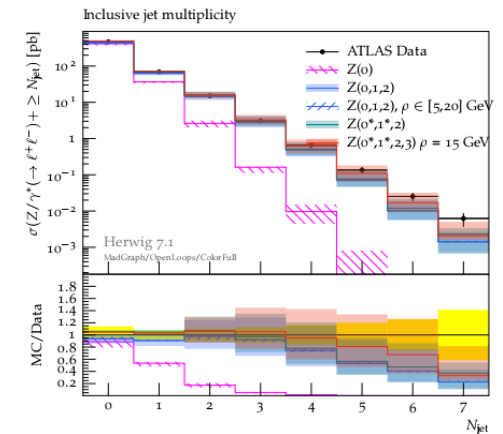 Inclusive jet multiplicity
σ(Z/γ*(→ ℓ⁺ℓ⁻)+ ≥ N_jet) [pb]
10²
10¹
1
10⁻¹
10⁻²
10⁻³
ATLAS Data
Z(0)
Z(0,1,2)
Z(0,1,2), ρ ∈ [5,20] GeV
Z(0*,1*,2)
Z(0*,1*,2,3) ρ = 15 GeV
Herwig 7.1
MadGraph/OpenLoops/ColorFull
MC/Data
1.8
1.6
1.4
1.2
1
0.8
0.6
0.4
0.2
0 1 2 3 4 5 6 7
N_jet